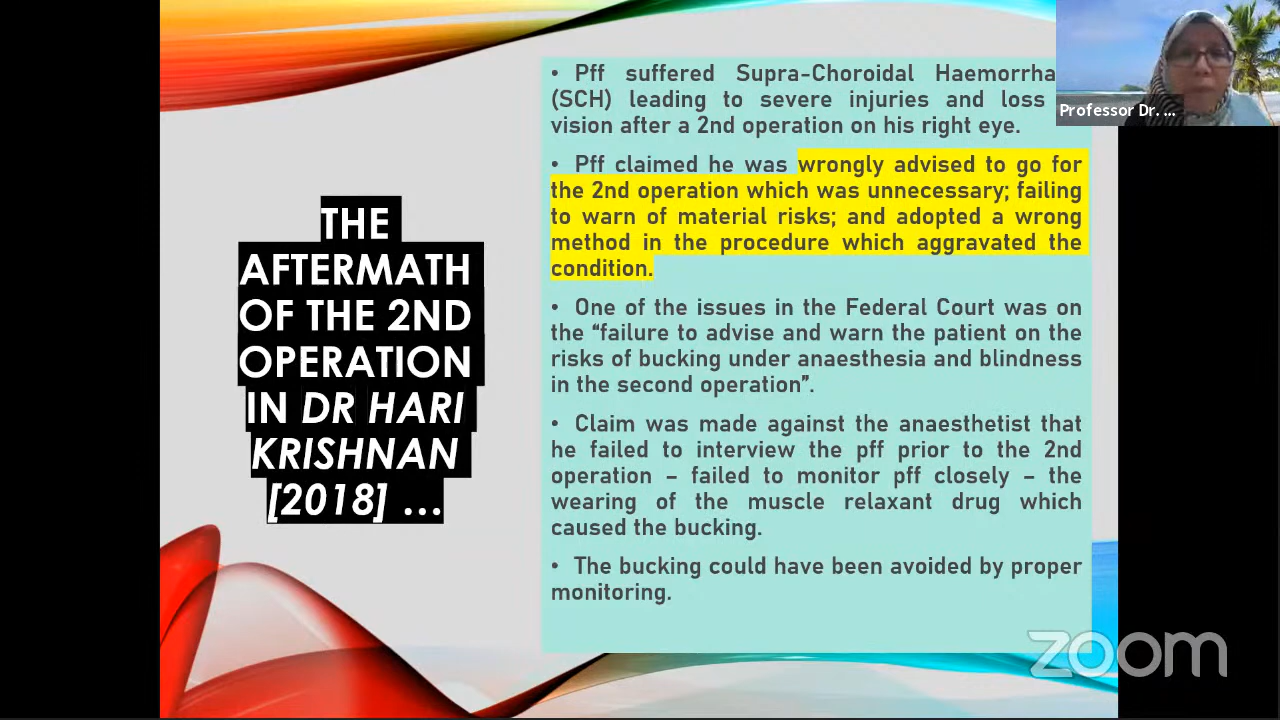 THE
AFTERMATH
OF THE 2ND
OPERATION
IN DR HARI
KRISHNAN
[2018] ...
• Pff suffered Supra-Choroidal Haemorrha
(SCH) leading to severe injuries and loss
vision after a 2nd operation on his right eye.
• Pff claimed he was wrongly advised to go for
the 2nd operation which was unnecessary; failing
to warn of material risks; and adopted a wrong
method in the procedure which aggravated the
condition.
• One of the issues in the Federal Court was on
the “failure to advise and warn the patient on the
risks of bucking under anaesthesia and blindness
in the second operation”.
• Claim was made against the anaesthetist that
he failed to interview the pff prior to the 2nd
operation – failed to monitor pff closely – the
wearing of the muscle relaxant drug which
caused the bucking.
• The bucking could have been avoided by proper
monitoring.
Professor Dr. ...
zoom